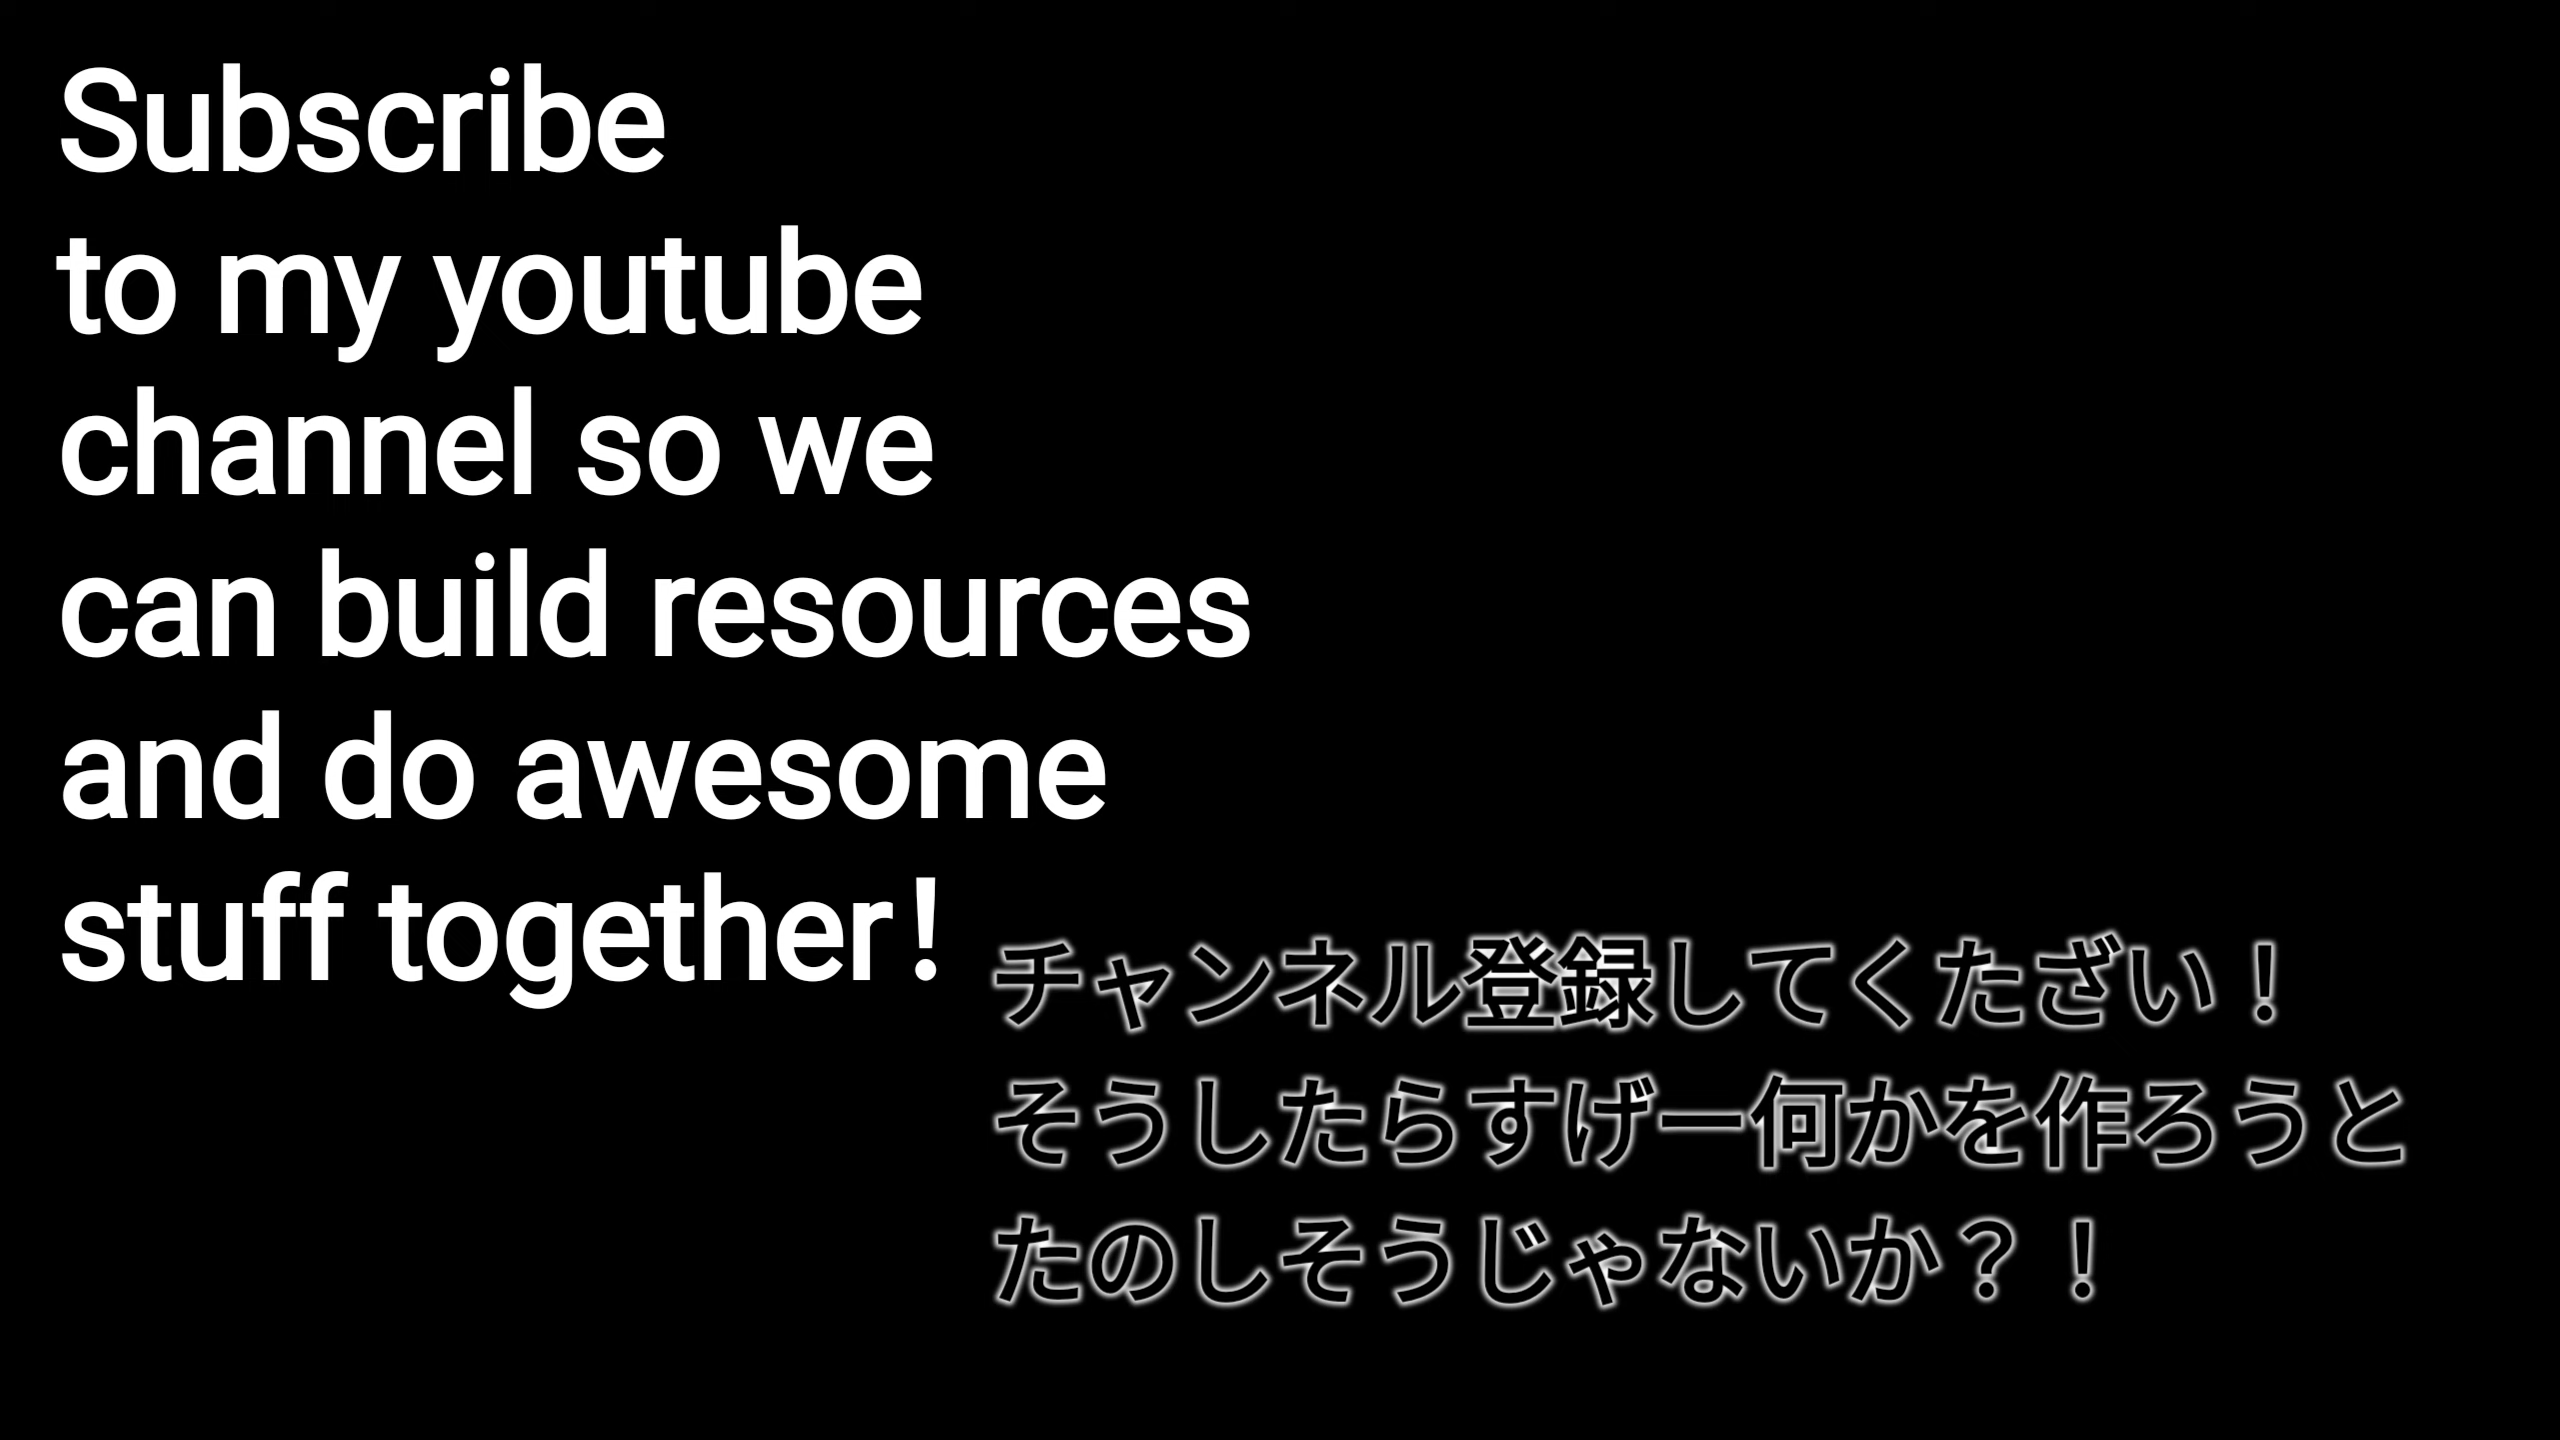 Subscribe
to my youtube
channel so we
can build resources
and do awesome
stuff together!
チャンネル登録してくたざい！
そうしたらすげー何かを作ろうと
たのしそうじゃないか？！